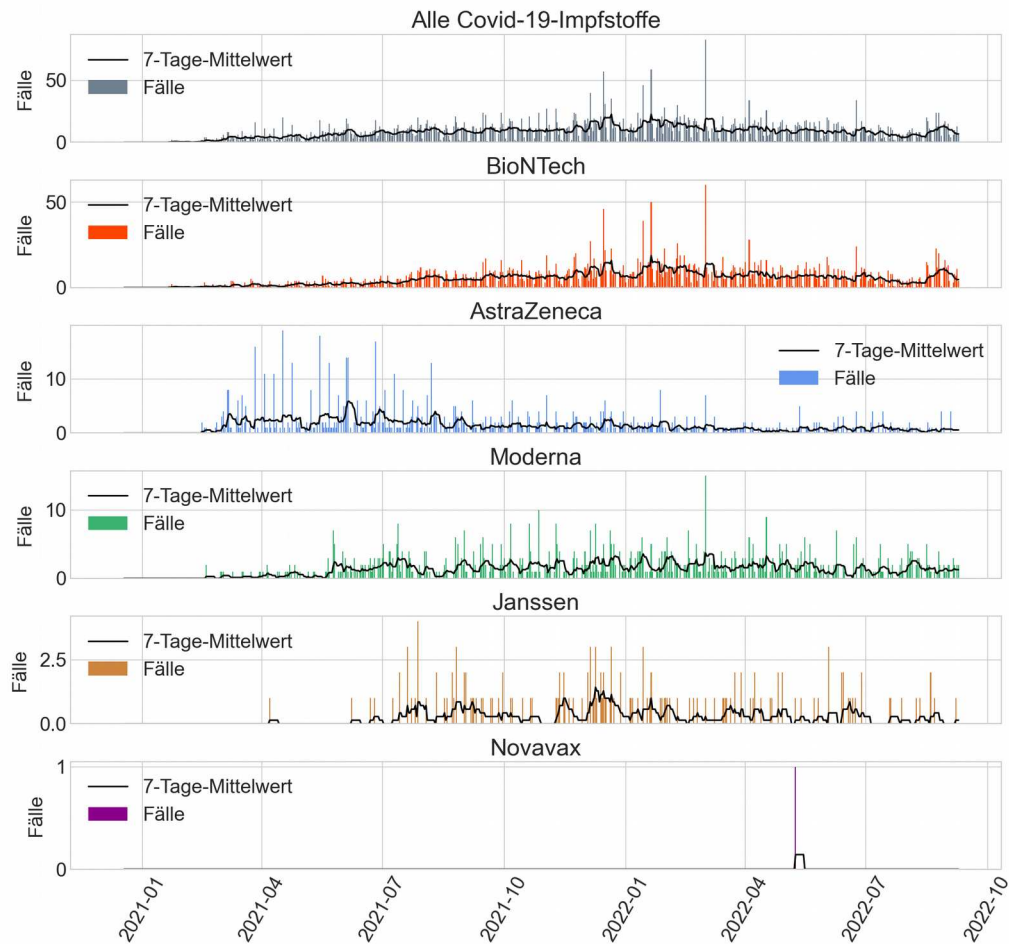 Alle Covid-19-Impfstoffe
Fälle
50
0
7-Tage-Mittelwert
Fälle
BioNTech
Fälle
50
0
7-Tage-Mittelwert
Fälle
AstraZeneca
Fälle
10
0
7-Tage-Mittelwert
Fälle
Moderna
Fälle
10
0
7-Tage-Mittelwert
Fälle
Janssen
Fälle
2.5
0.0
7-Tage-Mittelwert
Fälle
Novavax
Fälle
1
0
7-Tage-Mittelwert
Fälle
2021-01
2021-04
2021-07
2021-10
2022-01
2022-04
2022-07
2022-10